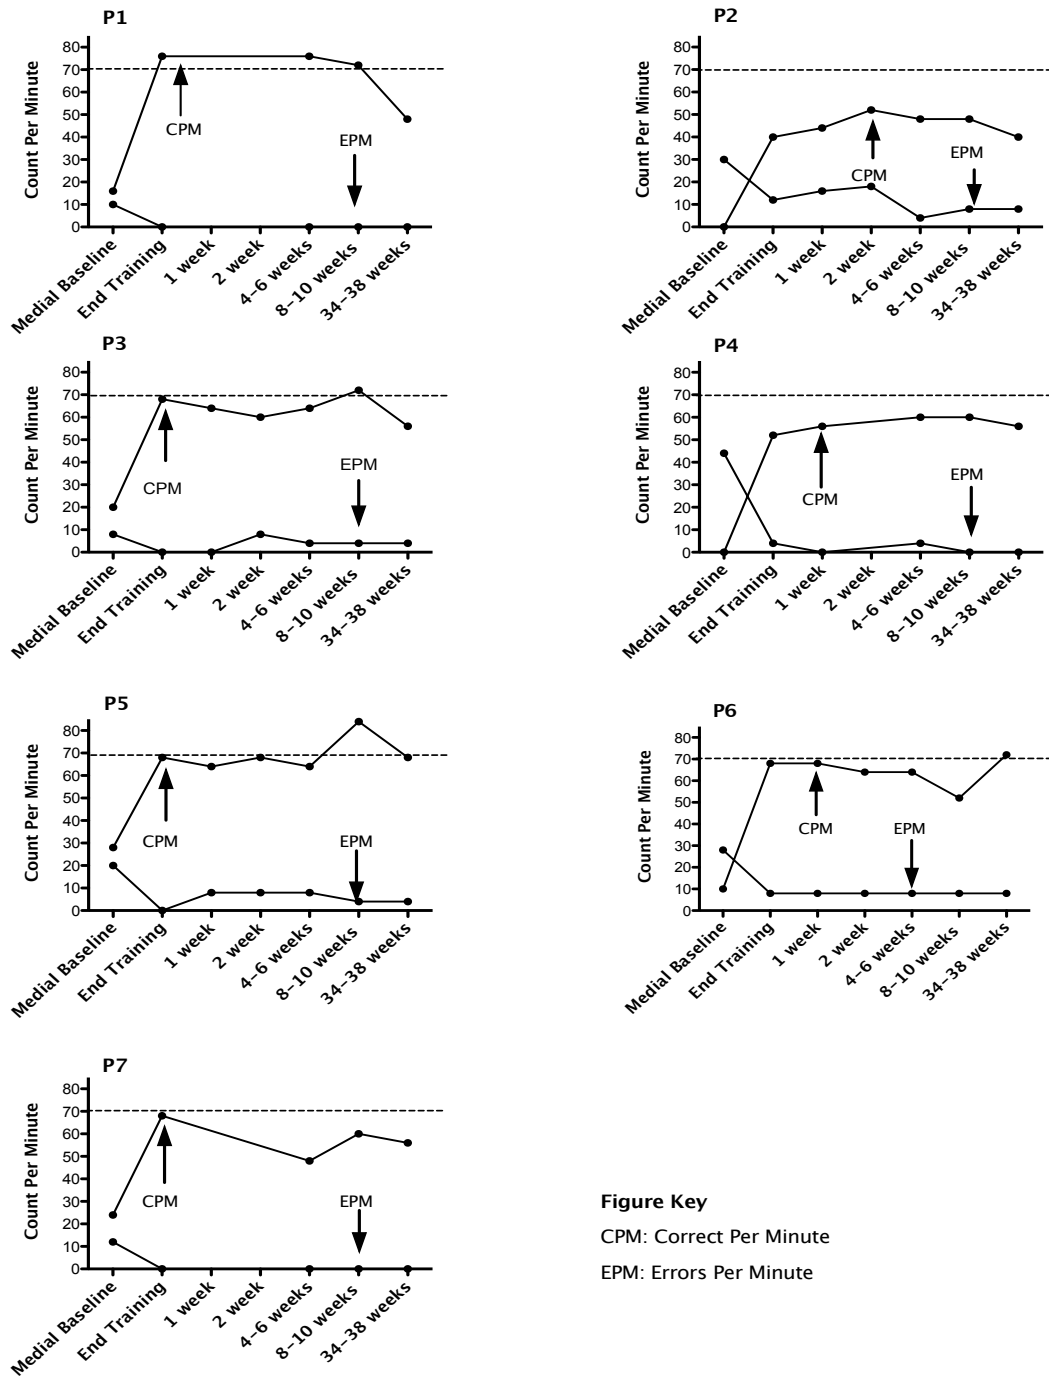 P1
Count Per Minute
80
70
60
50
40
30
20
10
0
CPM
EPM
Medial Baseline
End Training
1 week
2 week
4–6 weeks
8–10 weeks
34–38 weeks
P2
Count Per Minute
80
70
60
50
40
30
20
10
0
CPM
EPM
Medial Baseline
End Training
1 week
2 week
4–6 weeks
8–10 weeks
34–38 weeks
P3
Count Per Minute
80
70
60
50
40
30
20
10
0
CPM
EPM
Medial Baseline
End Training
1 week
2 week
4–6 weeks
8–10 weeks
34–38 weeks
P4
Count Per Minute
80
70
60
50
40
30
20
10
0
CPM
EPM
Medial Baseline
End Training
1 week
2 week
4–6 weeks
8–10 weeks
34–38 weeks
P5
Count Per Minute
80
70
60
50
40
30
20
10
0
CPM
EPM
Medial Baseline
End Training
1 week
2 week
4–6 weeks
8–10 weeks
34–38 weeks
P6
Count Per Minute
80
70
60
50
40
30
20
10
0
CPM
EPM
Medial Baseline
End Training
1 week
2 week
4–6 weeks
8–10 weeks
34–38 weeks
P7
Count Per Minute
80
70
60
50
40
30
20
10
0
CPM
EPM
Medial Baseline
End Training
1 week
2 week
4–6 weeks
8–10 weeks
34–38 weeks
Figure Key
CPM: Correct Per Minute
EPM: Errors Per Minute